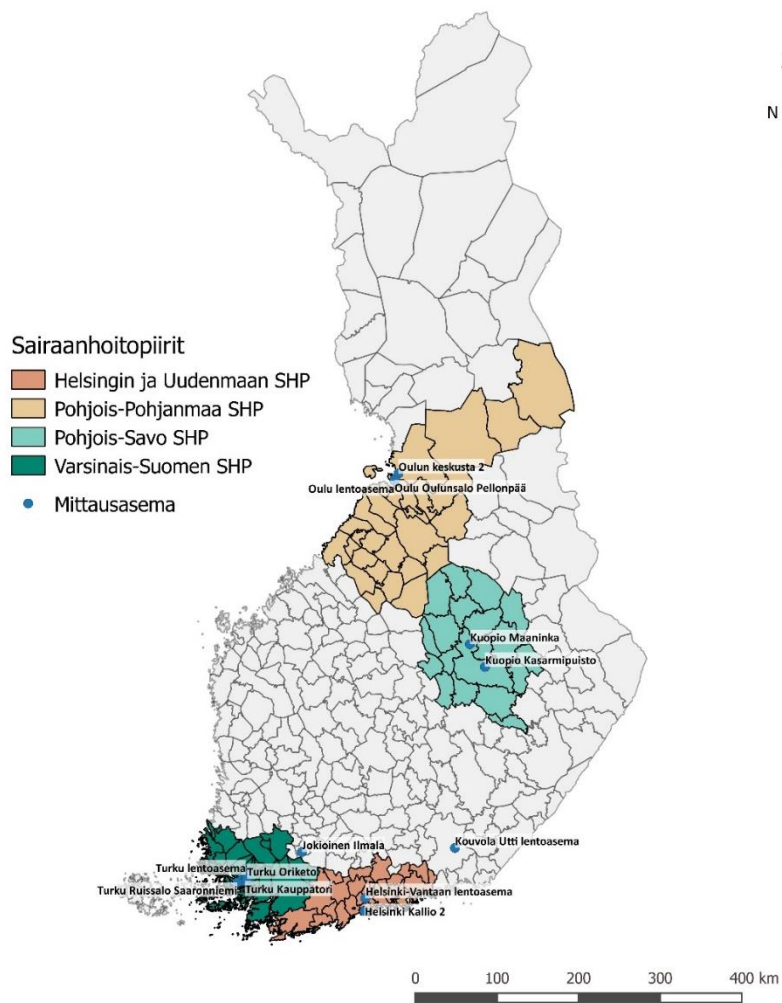 N
Sairaanhoitopiirit
Helsingin ja Uudenmaan SHP
Pohjois-Pohjanmaa SHP
Pohjois-Savo SHP
Varsinais-Suomen SHP
Mittausasema
Oulun keskusta 2
Oulu lentoasema
Oulu Oulunsalo Pellonpää
Kuopio Maaninka
Kuopio Kasarmipuisto
Jokioinen Ilmala
Kouvola Utti lentoasema
Turku lentoasema
Turku Oriketo
Turku Ruissalo Saaronniemi
Turku Kauppatori
Helsinki-Vantaan lentoasema
Helsinki Kallio 2
0 100 200 300 400 km